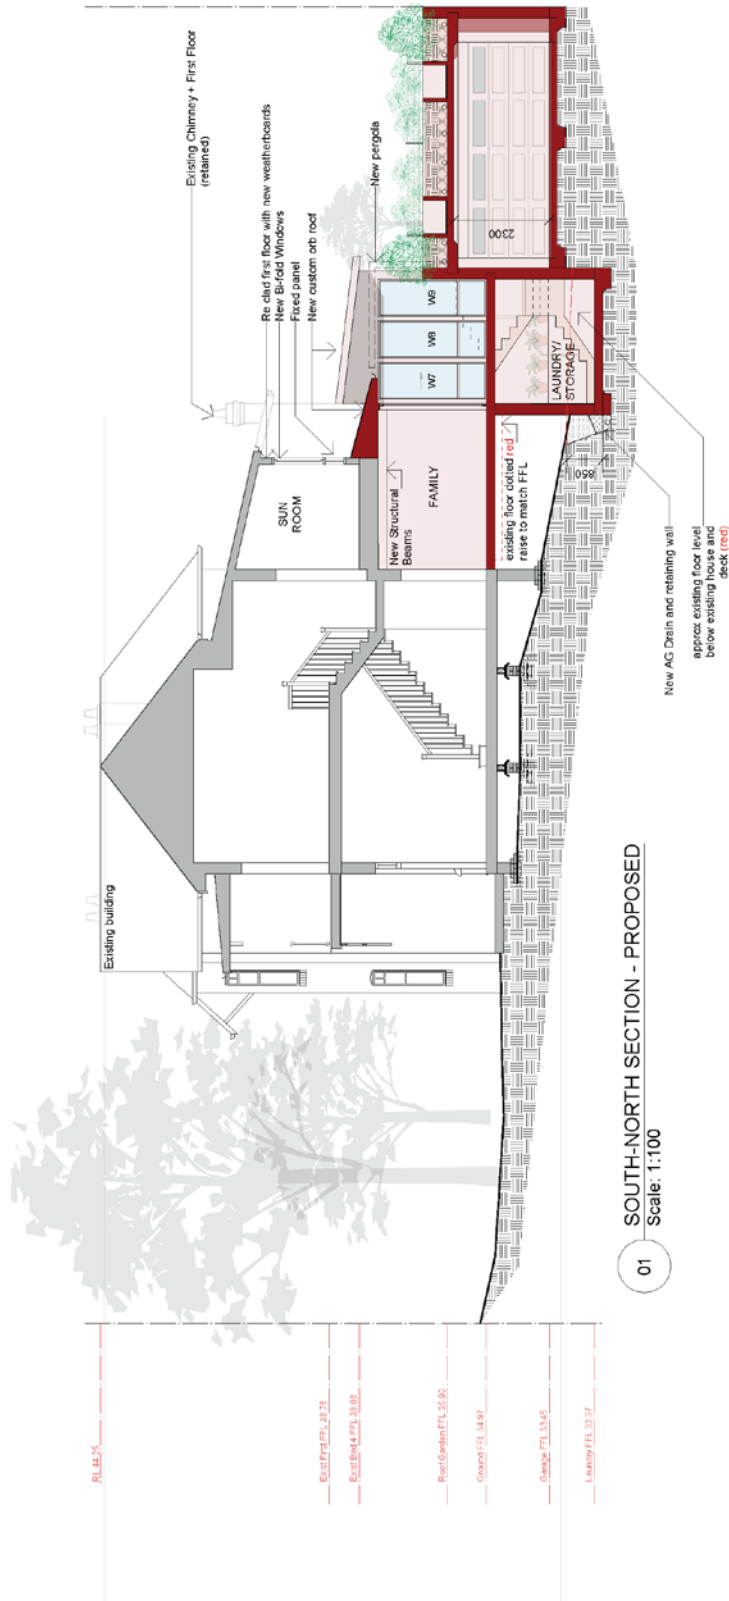 Existing Chimney + First Floor
(retained)
Re clad first floor with new weatherboards
New Bi-fold Windows
Fixed panel
New custom orb roof
New pergola
Existing building
SUN
ROOM
New Structural
Beams
FAMILY
W7
W8
W9
2300
existing floor dotted red
raise to match FFL
LAUNDRY/
STORAGE
850
New AG Drain and retaining wall
approx existing floor level
below existing house and
deck (red)
RL 44.25
Exist First FFL 38.78
Exist Bed 4 FFL 38.08
Roof Garden FFL 35.90
Ground FFL 34.97
Garage FFL 33.45
Laundry FFL 32.37
01
SOUTH-NORTH SECTION - PROPOSED
Scale: 1:100